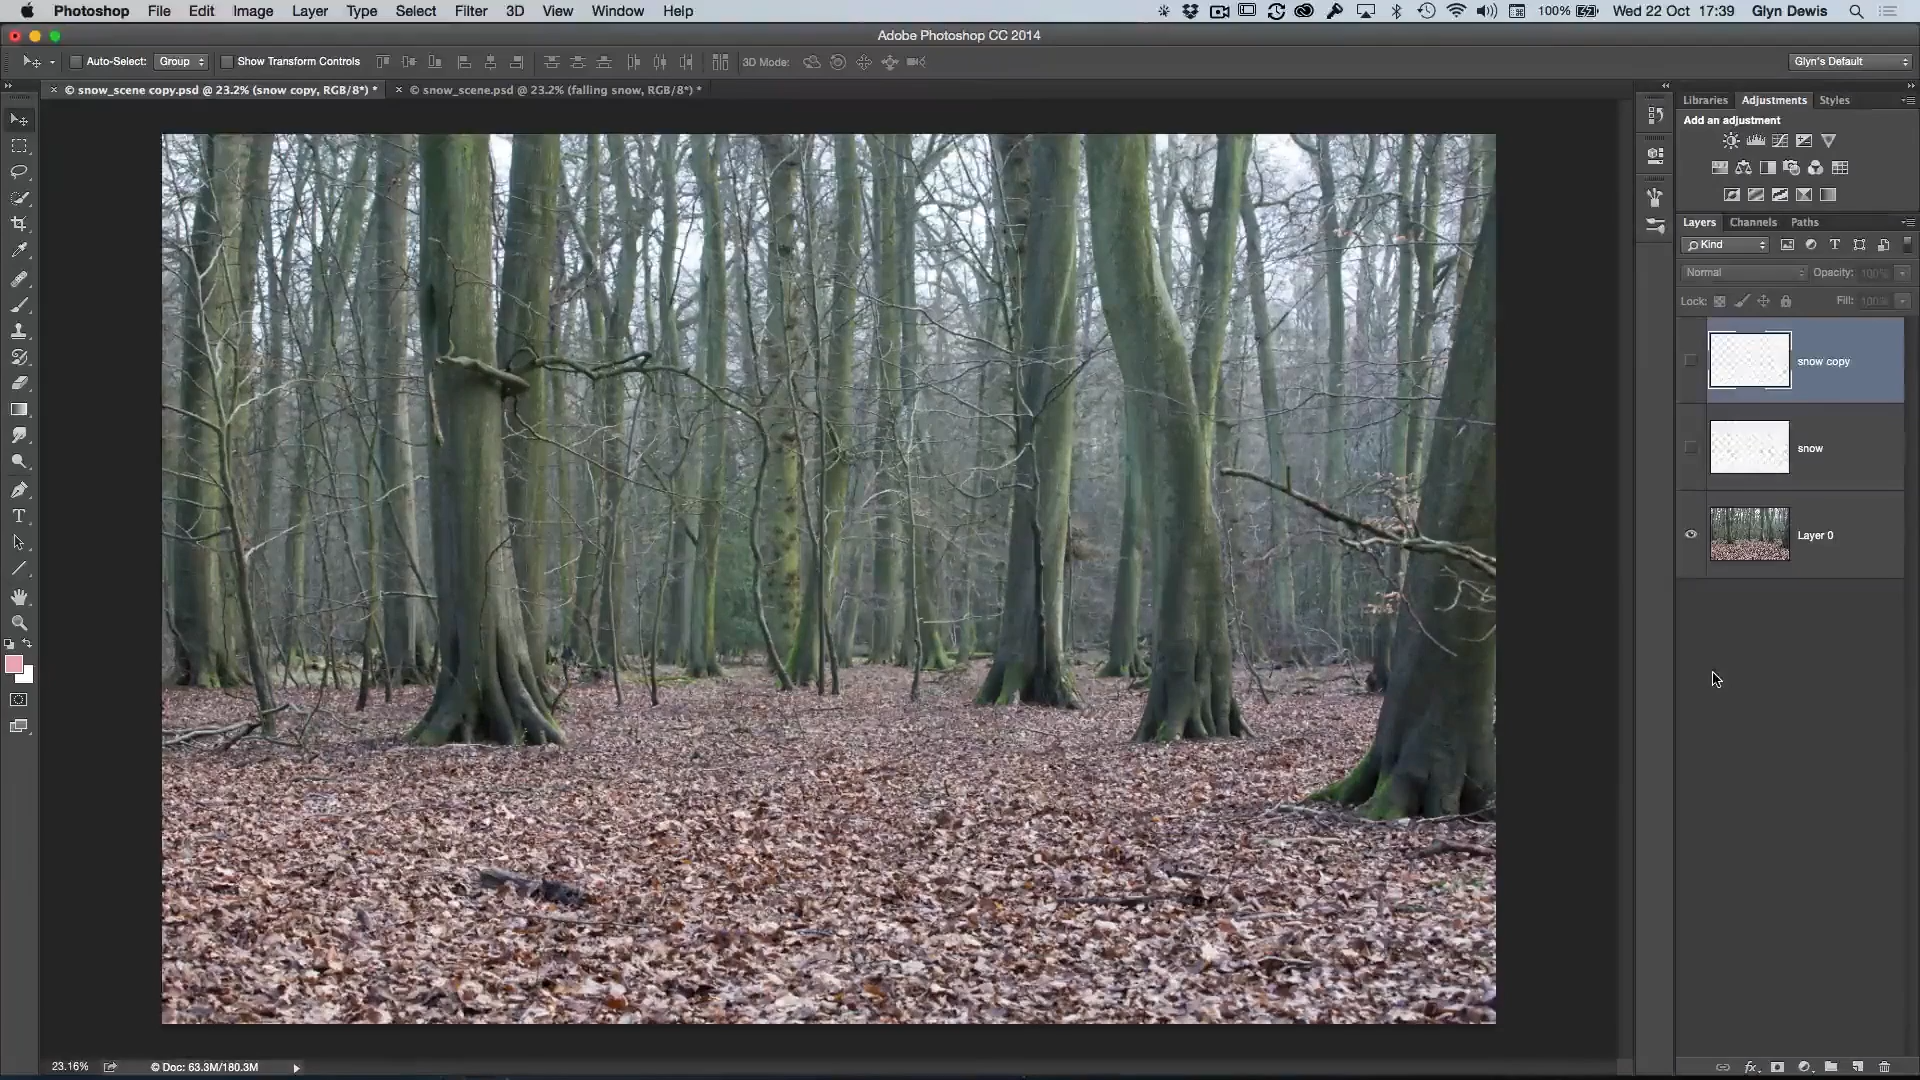 Photoshop File Edit Image Layer Type Select Filter 3D View Window Help 100% Wed 22 Oct 17:39 Glyn Dewis
Adobe Photoshop CC 2014
Auto-Select: Group Show Transform Controls 3D Mode: Glyn's Default
© snow_scene copy.psd @ 23.2% (snow copy, RGB/8*) * © snow_scene.psd @ 23.2% (falling snow, RGB/8*) *
Libraries Adjustments Styles
Add an adjustment
Layers Channels Paths
Kind
Normal Opacity: 100%
Lock: Fill: 100%
snow copy
snow
Layer 0
23.16% © Doc: 63.3M/180.3M